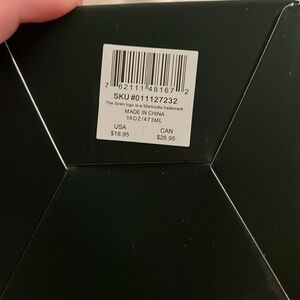 7 62111 48167 2
SKU #011127232
The Siren logo is a Starbucks trademark
MADE IN CHINA
16OZ/473ML
USA CAN
$18.95 $26.95